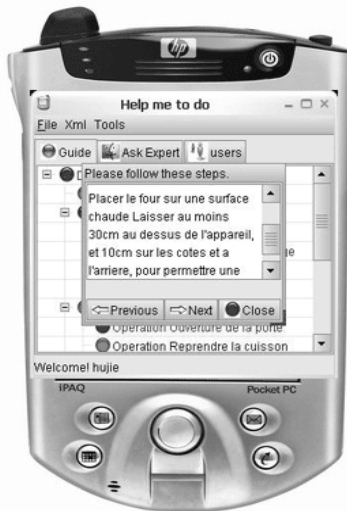 hp
Help me to do
File Xml Tools
Guide Ask Expert users
Please follow these steps.
Placer le four sur une surface
chaude Laisser au moins
30cm au dessus de l'appareil,
et 10cm sur les cotes et a
l'arriere, pour permettre une
ge
Previous Next Close
Operation Ouverture de la porte
Operation Reprendre la cuisson
Welcome! hujie
iPAQ Pocket PC